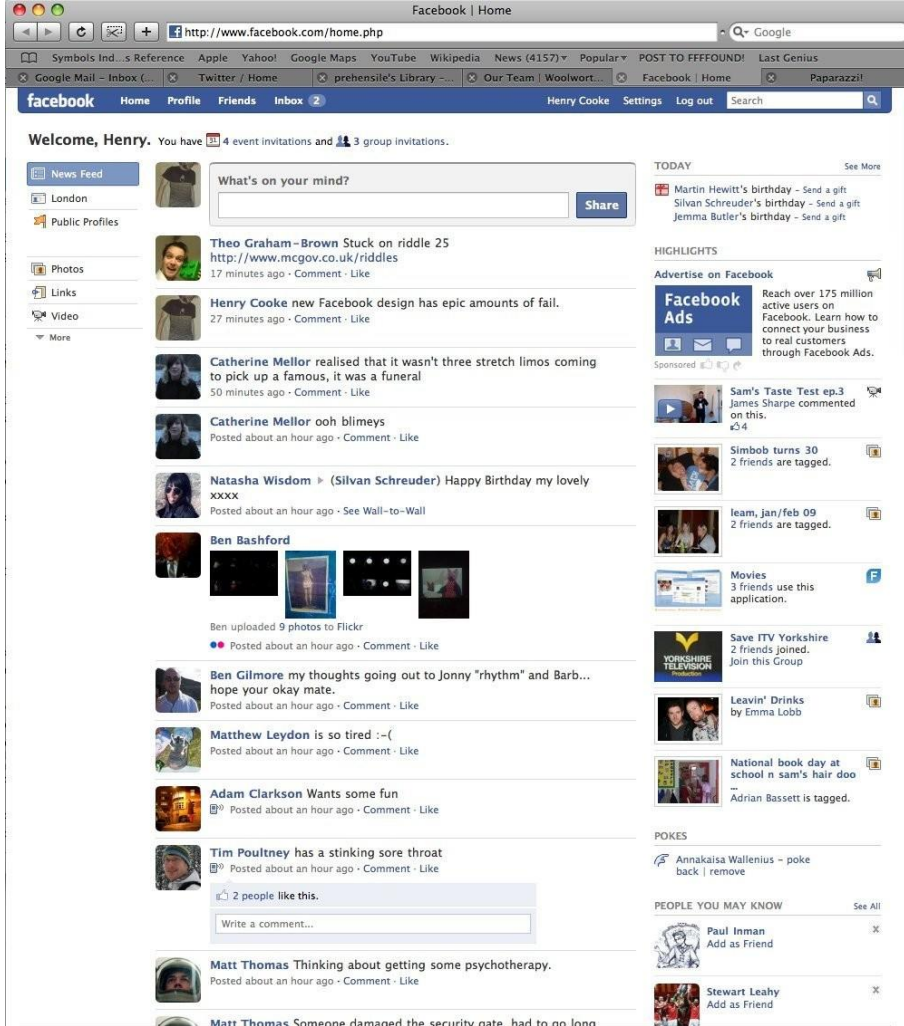 Facebook | Home
http://www.facebook.com/home.php
Google
Symbols Ind...s Reference Apple Yahoo! Google Maps YouTube Wikipedia News (4157) Popular POST TO FFFFOUND! Last Genius
Google Mail – Inbox (... Twitter / Home prehensile's Library –... Our Team | Woolwort... Facebook | Home Paparazzi!
facebook Home Profile Friends Inbox 2 Henry Cooke Settings Log out Search
Welcome, Henry. You have 31 4 event invitations and 3 group invitations.
News Feed
London
Public Profiles
Photos
Links
Video
More
What's on your mind?
Share
Theo Graham-Brown Stuck on riddle 25
http://www.mcgov.co.uk/riddles
17 minutes ago · Comment · Like
Henry Cooke new Facebook design has epic amounts of fail.
27 minutes ago · Comment · Like
Catherine Mellor realised that it wasn't three stretch limos coming
to pick up a famous, it was a funeral
50 minutes ago · Comment · Like
Catherine Mellor ooh blimeys
Posted about an hour ago · Comment · Like
Natasha Wisdom ▶ (Silvan Schreuder) Happy Birthday my lovely
xxxx
Posted about an hour ago · See Wall-to-Wall
Ben Bashford
Ben uploaded 9 photos to Flickr
Posted about an hour ago · Comment · Like
Ben Gilmore my thoughts going out to Jonny "rhythm" and Barb...
hope your okay mate.
Posted about an hour ago · Comment · Like
Matthew Leydon is so tired :-(
Posted about an hour ago · Comment · Like
Adam Clarkson Wants some fun
Posted about an hour ago · Comment · Like
Tim Poultney has a stinking sore throat
Posted about an hour ago · Comment · Like
2 people like this.
Write a comment...
Matt Thomas Thinking about getting some psychotherapy.
Posted about an hour ago · Comment · Like
Matt Thomas Someone damaged the security gate, had to go long
TODAY See More
Martin Hewitt's birthday – Send a gift
Silvan Schreuder's birthday – Send a gift
Jemma Butler's birthday – Send a gift
HIGHLIGHTS
Advertise on Facebook
Facebook
Ads
Reach over 175 million
active users on
Facebook. Learn how to
connect your business
to real customers
through Facebook Ads.
Sponsored
Sam's Taste Test ep.3
James Sharpe commented
on this.
4
Simbob turns 30
2 friends are tagged.
leam, jan/feb 09
2 friends are tagged.
Movies
3 friends use this
application.
F
YORKSHIRE
TELEVISION
Production
Save ITV Yorkshire
2 friends joined.
Join this Group
Leavin' Drinks
by Emma Lobb
National book day at
school n sam's hair doo
...
Adrian Bassett is tagged.
POKES
Annakaisa Wallenius – poke
back | remove
PEOPLE YOU MAY KNOW See All
Paul Inman x
Add as Friend
Stewart Leahy x
Add as Friend